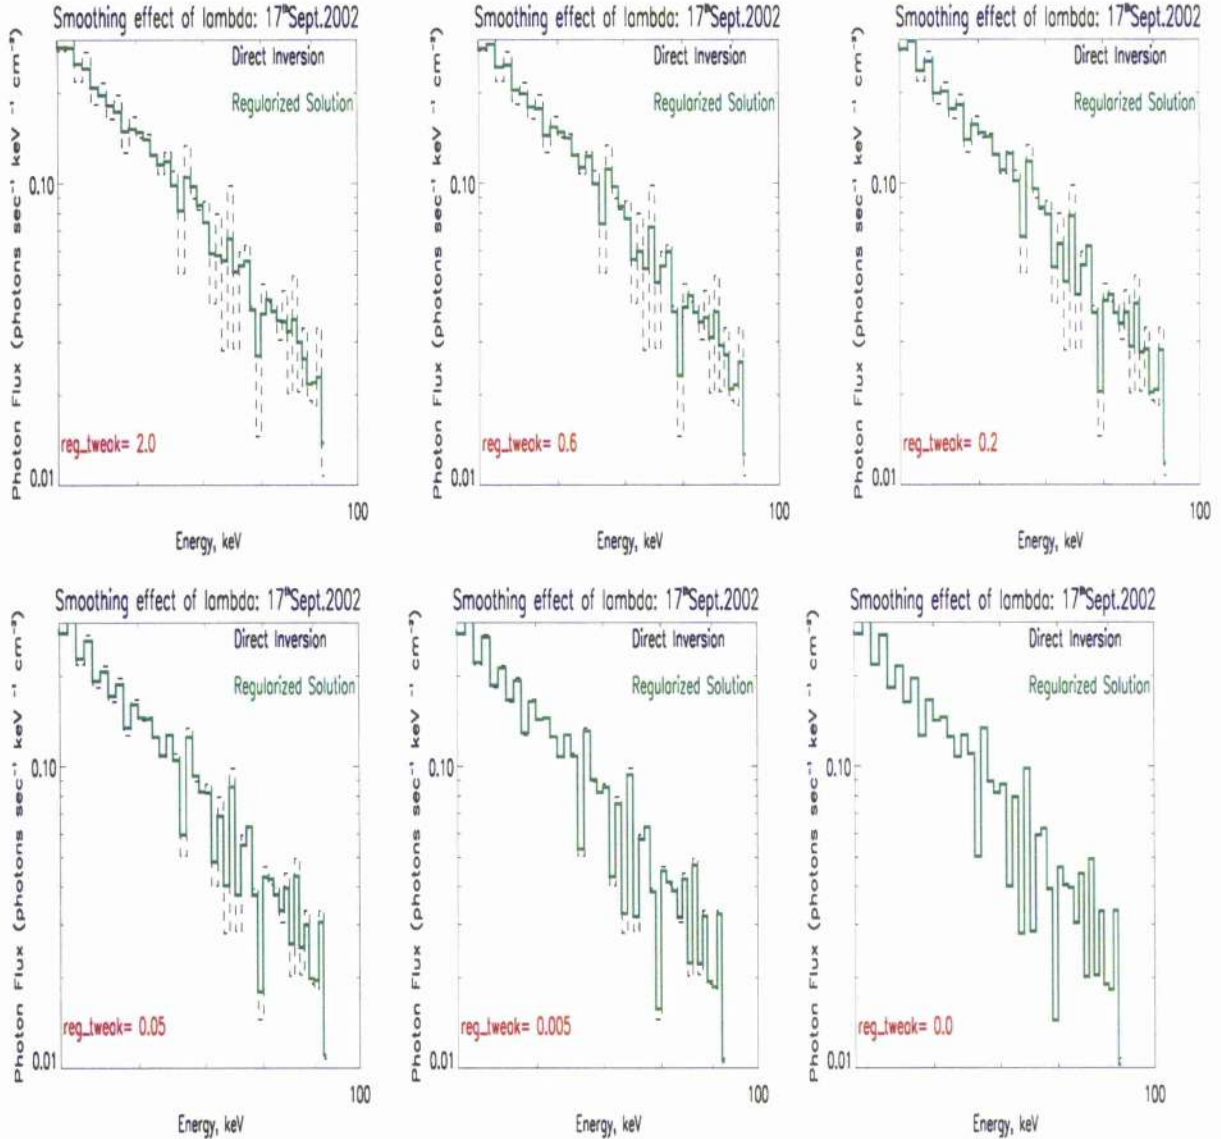 Smoothing effect of lambda: 17thSept.2002
Direct Inversion
Regularized Solution
Photon Flux (photons sec⁻¹ keV ⁻¹ cm⁻²)
0.10
0.01
reg_tweak= 2.0
100
Energy, keV
Smoothing effect of lambda: 17thSept.2002
Direct Inversion
Regularized Solution
Photon Flux (photons sec⁻¹ keV ⁻¹ cm⁻²)
0.10
0.01
reg_tweak= 0.6
100
Energy, keV
Smoothing effect of lambda: 17thSept.2002
Direct Inversion
Regularized Solution
Photon Flux (photons sec⁻¹ keV ⁻¹ cm⁻²)
0.10
0.01
reg_tweak= 0.2
100
Energy, keV
Smoothing effect of lambda: 17thSept.2002
Direct Inversion
Regularized Solution
Photon Flux (photons sec⁻¹ keV ⁻¹ cm⁻²)
0.10
0.01
reg_tweak= 0.05
100
Energy, keV
Smoothing effect of lambda: 17thSept.2002
Direct Inversion
Regularized Solution
Photon Flux (photons sec⁻¹ keV ⁻¹ cm⁻²)
0.10
0.01
reg_tweak= 0.005
100
Energy, keV
Smoothing effect of lambda: 17thSept.2002
Direct Inversion
Regularized Solution
Photon Flux (photons sec⁻¹ keV ⁻¹ cm⁻²)
0.10
0.01
reg_tweak= 0.0
100
Energy, keV